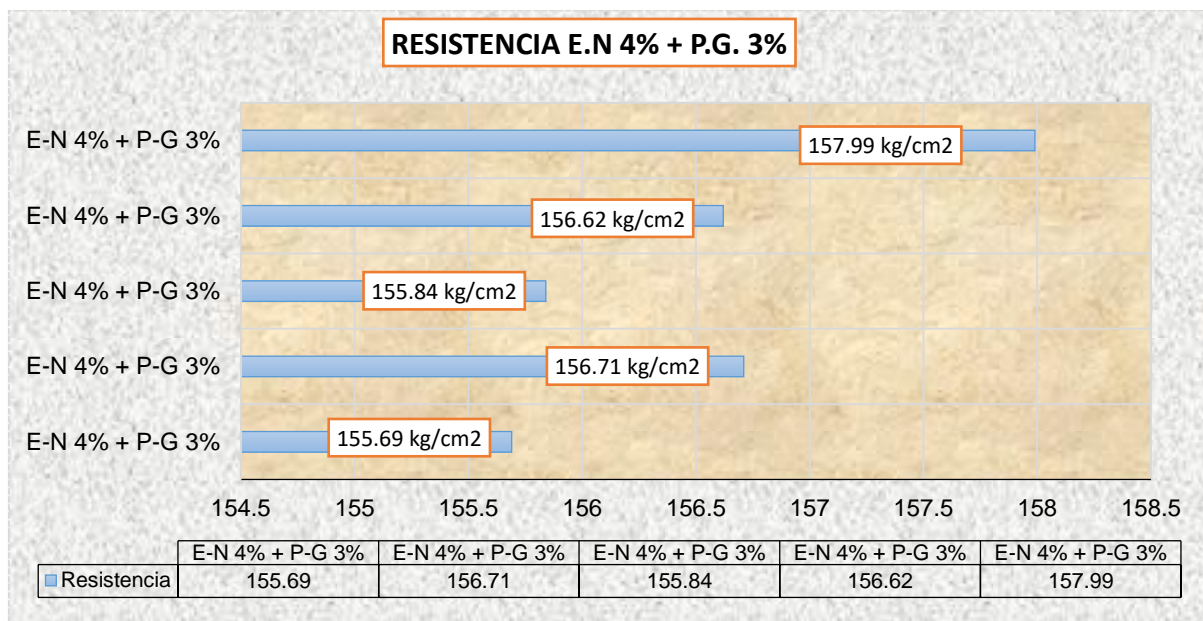 RESISTENCIA E.N 4% + P.G. 3%
E-N 4% + P-G 3%
157.99 kg/cm2
E-N 4% + P-G 3%
156.62 kg/cm2
E-N 4% + P-G 3%
155.84 kg/cm2
E-N 4% + P-G 3%
156.71 kg/cm2
E-N 4% + P-G 3%
155.69 kg/cm2
154.5 155 155.5 156 156.5 157 157.5 158 158.5
E-N 4% + P-G 3% E-N 4% + P-G 3% E-N 4% + P-G 3% E-N 4% + P-G 3% E-N 4% + P-G 3%
Resistencia 155.69 156.71 155.84 156.62 157.99